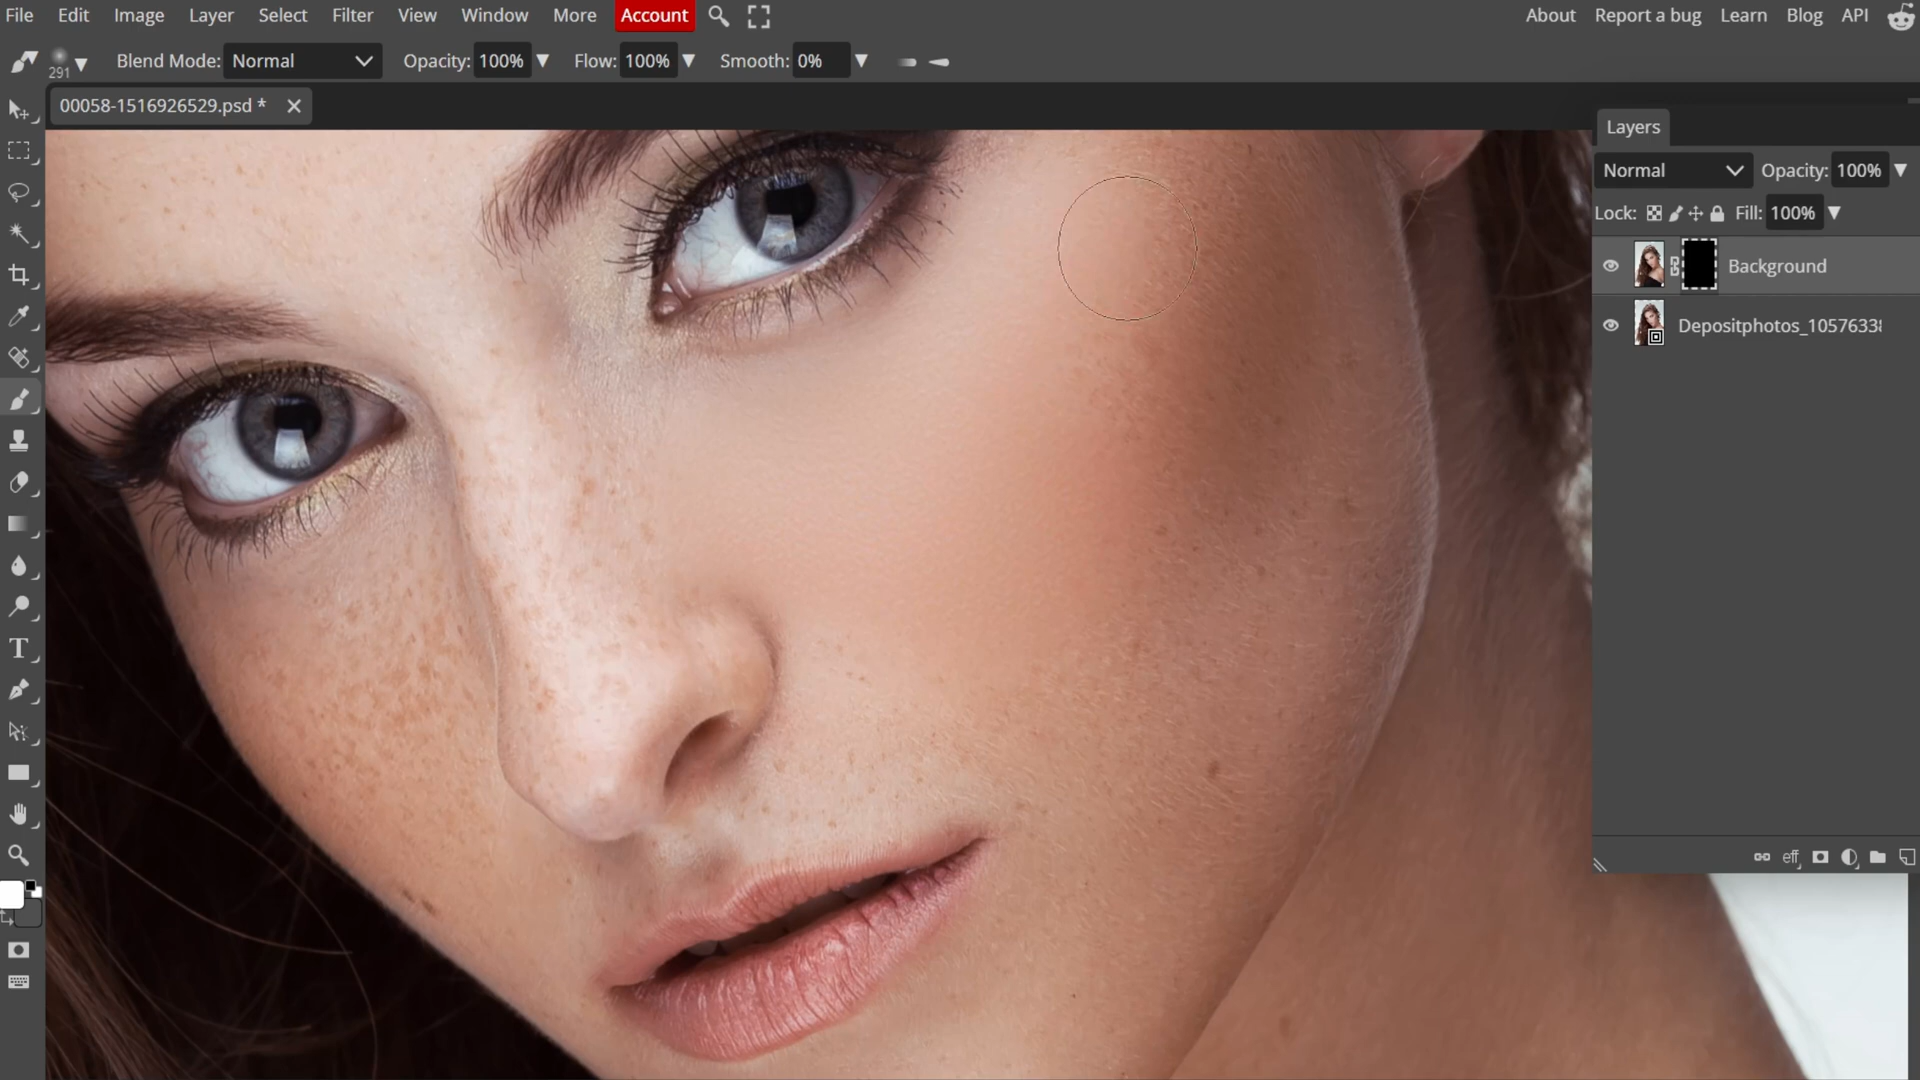 File Edit Image Layer Select Filter View Window More Account About Report a bug Learn Blog API
291 Blend Mode: Normal Opacity: 100% Flow: 100% Smooth: 0%
00058-1516926529.psd *
Layers
Normal Opacity: 100%
Lock: Fill: 100%
Background
Depositphotos_1057633
eff
T